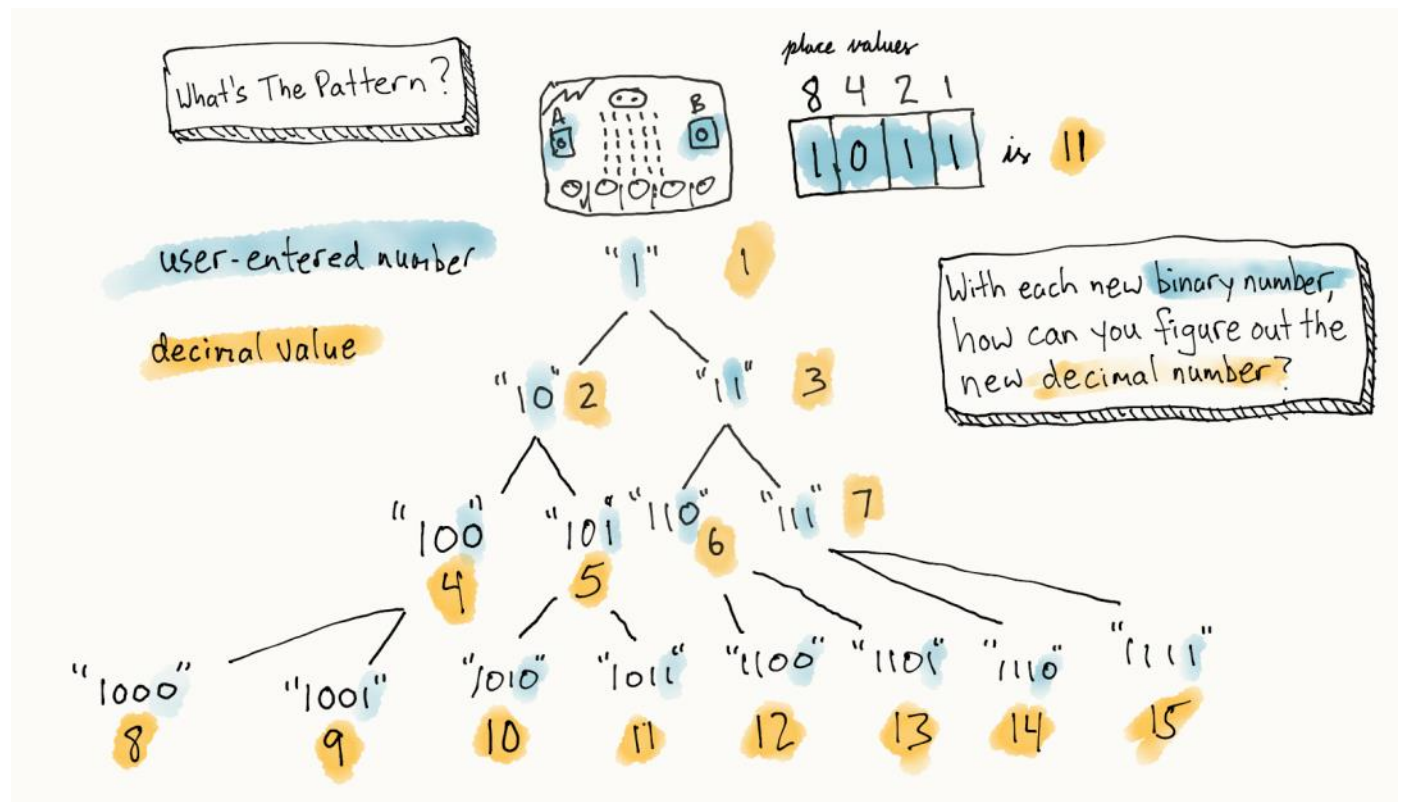 What's The Pattern?
place values
8 4 2 1
A B
1 0 1 1 is 11
user-entered number
"1" 1
With each new binary number,
how can you figure out the
new decimal number?
decimal value
"10" 2 "11" 3
"100" "101" "110" "111" 7
4 5 6
"1000" "1001" "1010" "1011" "1100" "1101" "1110" "1111"
8 9 10 11 12 13 14 15